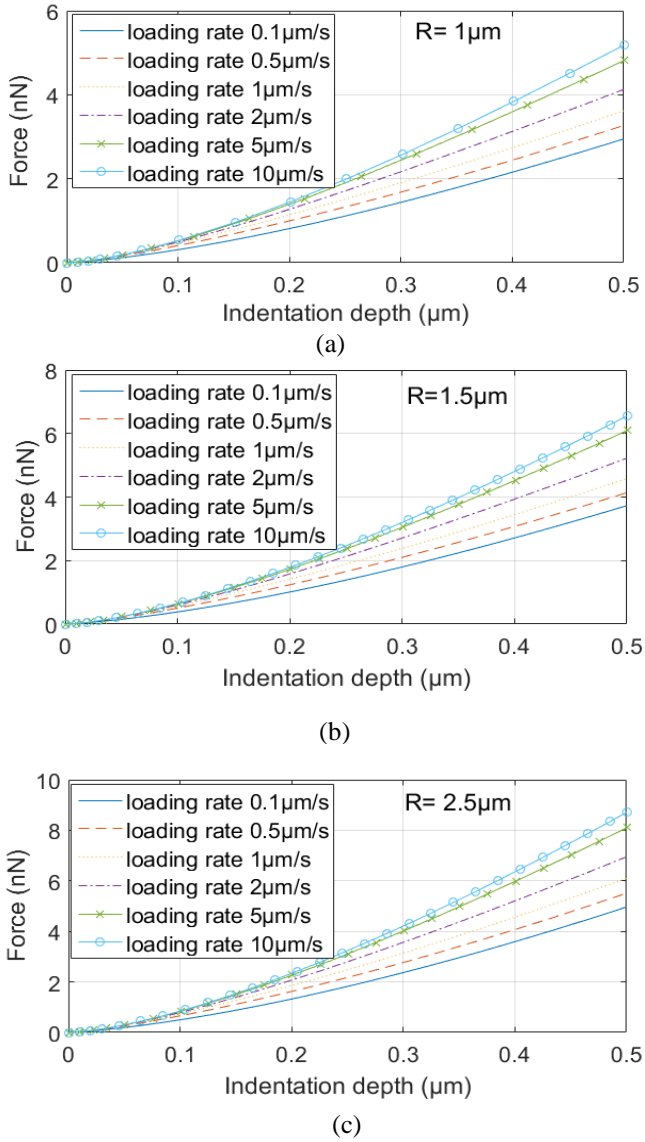 R= 1µm
loading rate 0.1µm/s
loading rate 0.5µm/s
loading rate 1µm/s
loading rate 2µm/s
loading rate 5µm/s
loading rate 10µm/s
Force (nN)
6
4
2
0
0 0.1 0.2 0.3 0.4 0.5
Indentation depth (µm)
(a)
R=1.5µm
loading rate 0.1µm/s
loading rate 0.5µm/s
loading rate 1µm/s
loading rate 2µm/s
loading rate 5µm/s
loading rate 10µm/s
Force (nN)
8
6
4
2
0
0 0.1 0.2 0.3 0.4 0.5
Indentation depth (µm)
(b)
R= 2.5µm
loading rate 0.1µm/s
loading rate 0.5µm/s
loading rate 1µm/s
loading rate 2µm/s
loading rate 5µm/s
loading rate 10µm/s
Force (nN)
10
8
6
4
2
0
0 0.1 0.2 0.3 0.4 0.5
Indentation depth (µm)
(c)